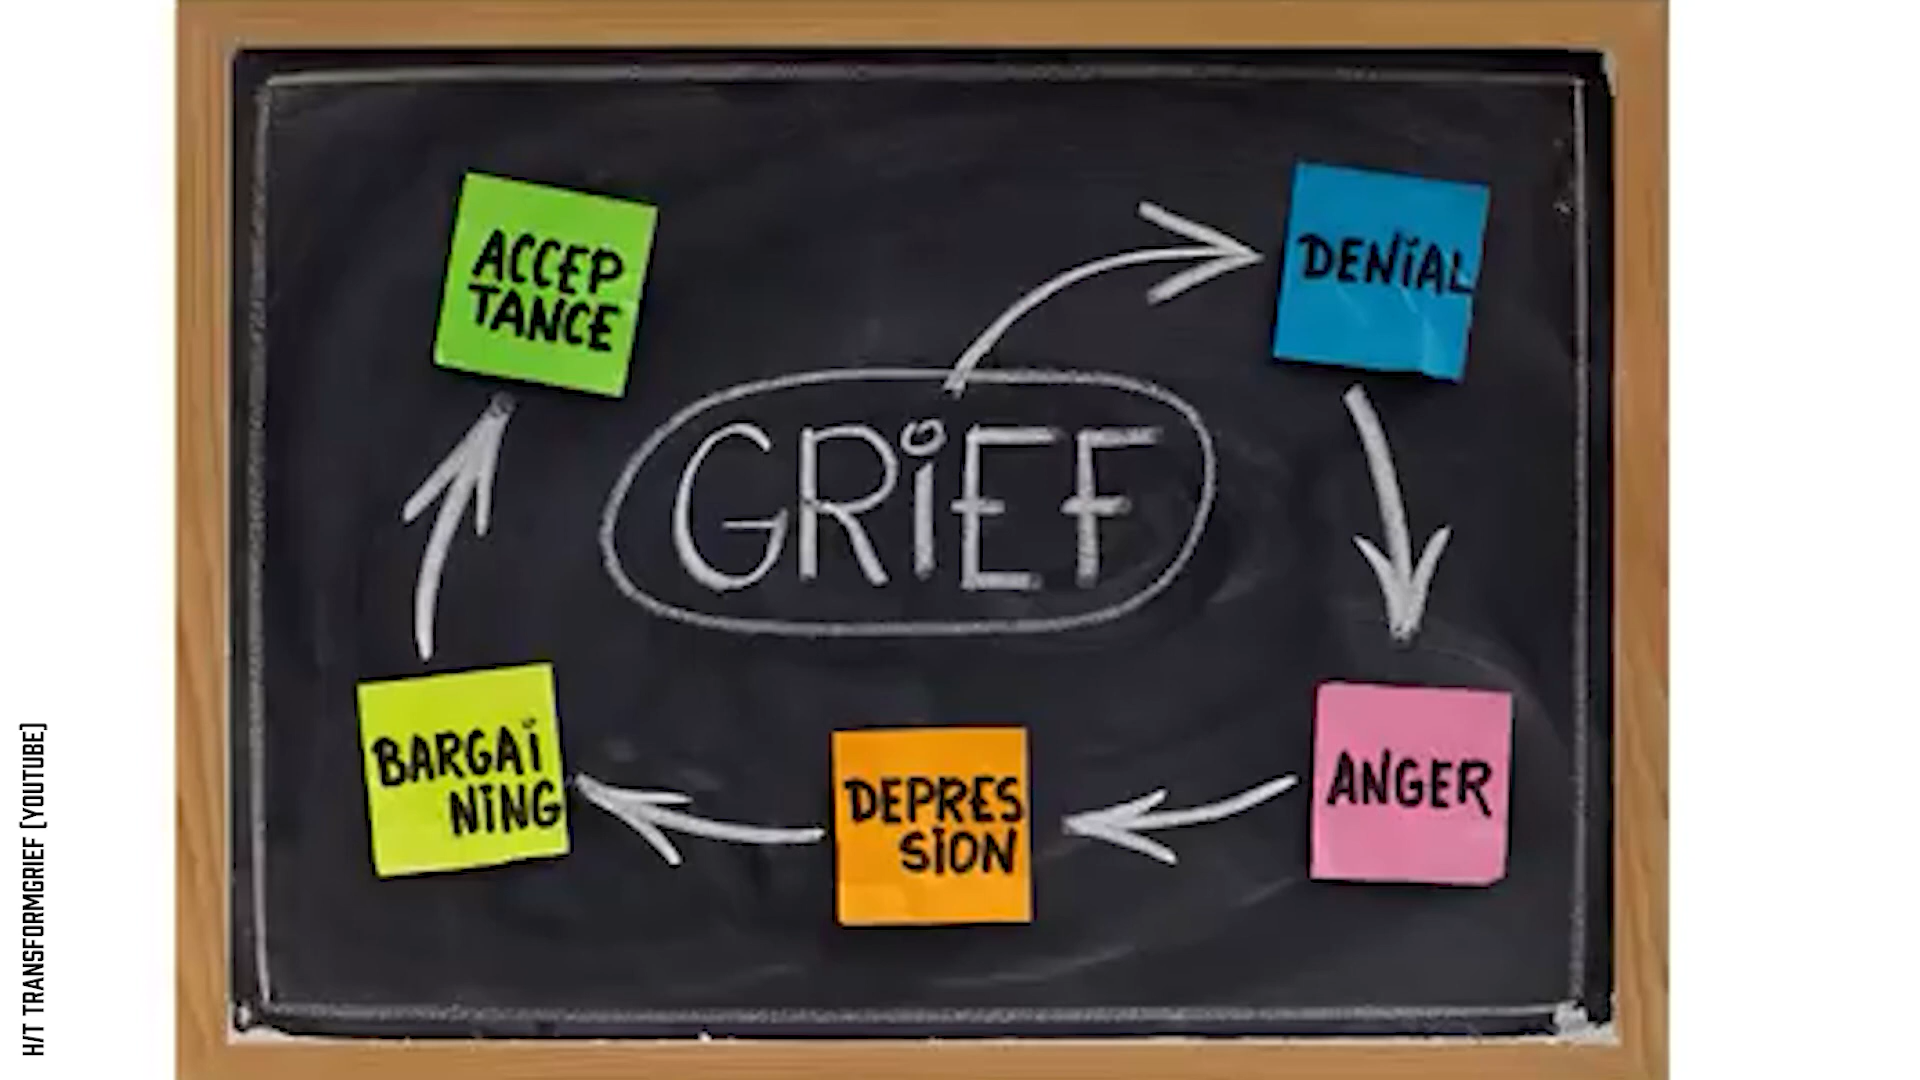 GRiEF
DENiAL
ANGER
DEPRES
SiON
BARGAi
NiNG
ACCEP
TANCE
H/T TRANSFORMGRIEF [YOUTUBE]